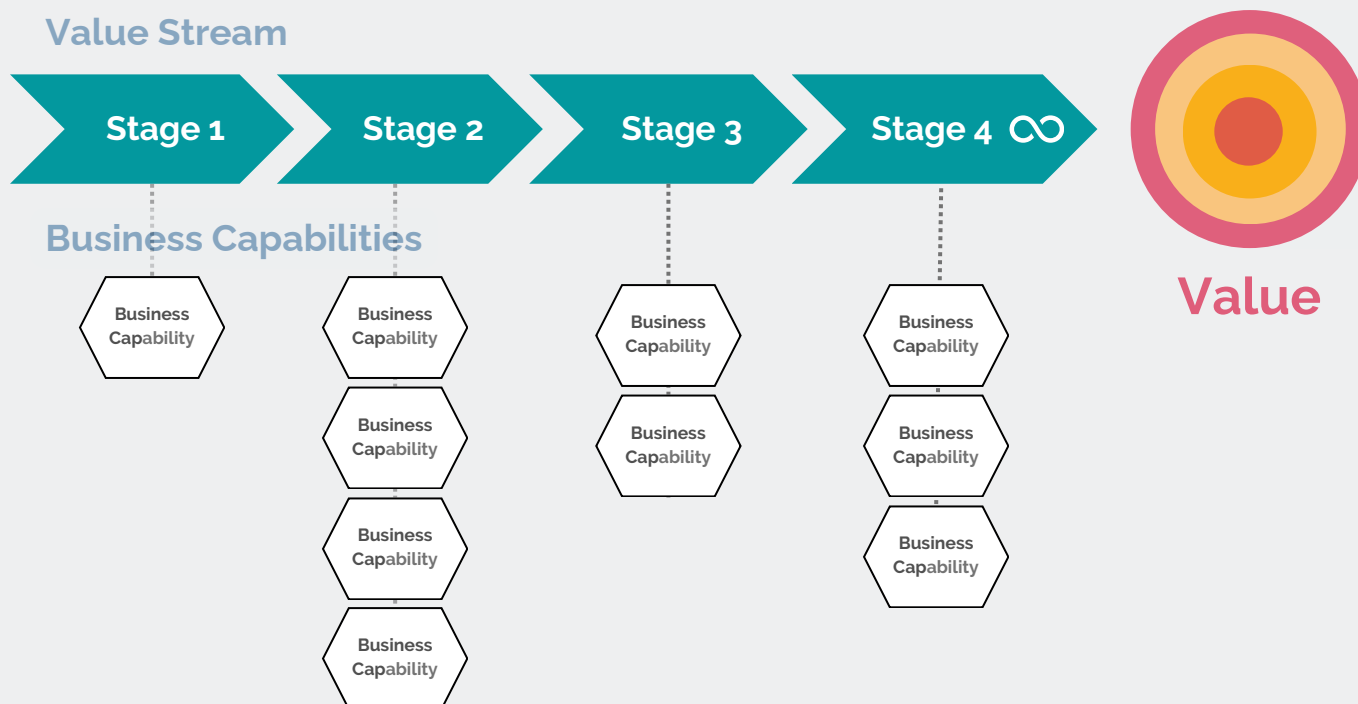 Value Stream
Stage 1
Stage 2
Stage 3
Stage 4
Business Capabilities
Value
Business
Capability
Business
Capability
Business
Capability
Business
Capability
Business
Capability
Business
Capability
Business
Capability
Business
Capability
Business
Capability
Business
Capability